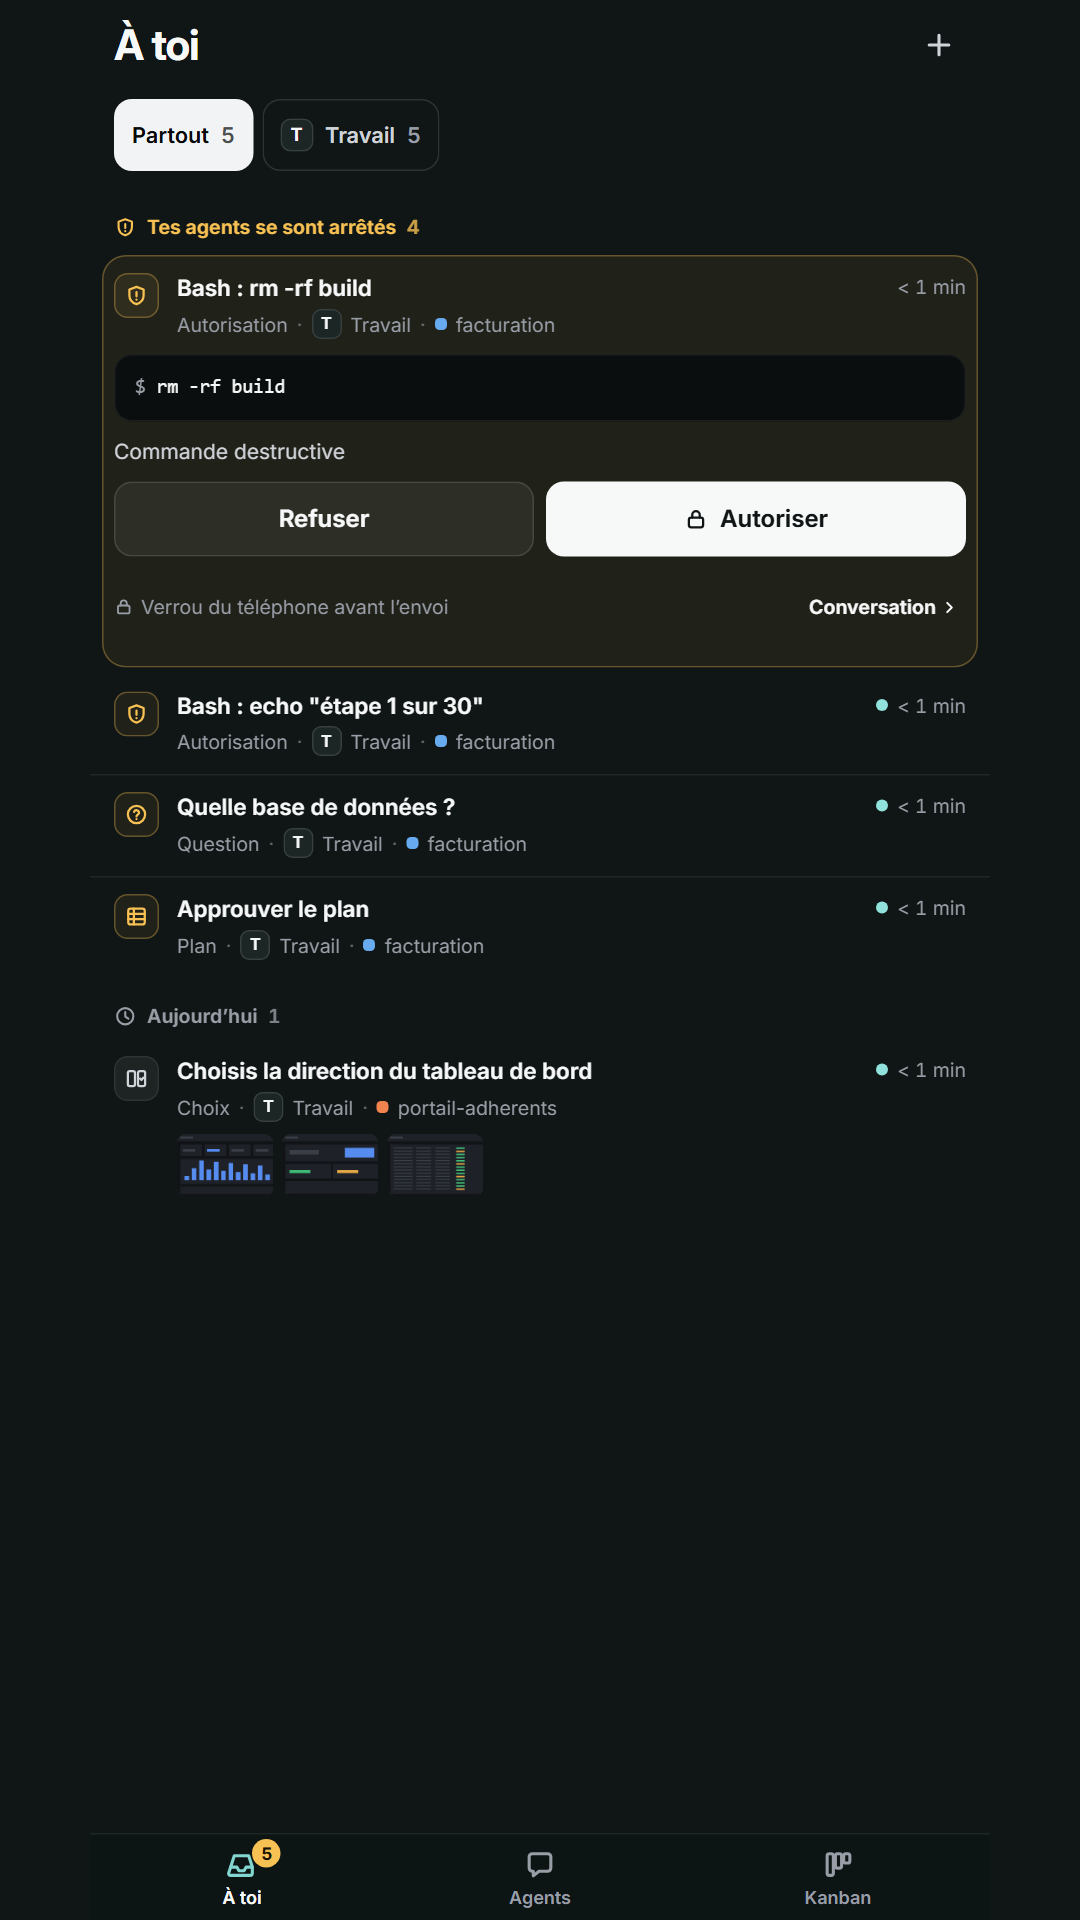 À toi
Partout 5
T Travail 5
Tes agents se sont arrêtés 4
Bash : rm -rf build
< 1 min
Autorisation · T Travail · facturation
$ rm -rf build
Commande destructive
Refuser
Autoriser
Verrou du téléphone avant l’envoi
Conversation
Bash : echo "étape 1 sur 30"
< 1 min
Autorisation · T Travail · facturation
Quelle base de données ?
< 1 min
Question · T Travail · facturation
Approuver le plan
< 1 min
Plan · T Travail · facturation
Aujourd’hui 1
Choisis la direction du tableau de bord
< 1 min
Choix · T Travail · portail-adherents
5
À toi
Agents
Kanban